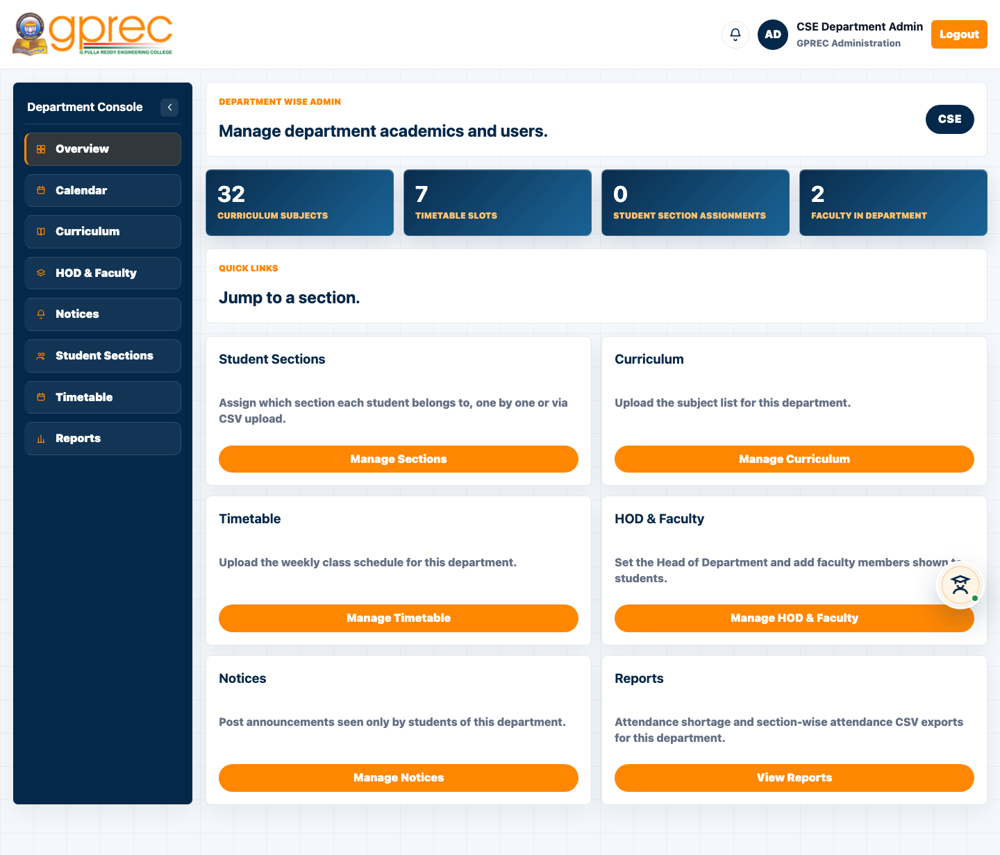 gprec
G.PULLA REDDY ENGINEERING COLLEGE
AD
CSE Department Admin
GPREC Administration
Logout
Department Console
Overview
Calendar
Curriculum
HOD & Faculty
Notices
Student Sections
Timetable
Reports
DEPARTMENT WISE ADMIN
Manage department academics and users.
CSE
32
CURRICULUM SUBJECTS
7
TIMETABLE SLOTS
0
STUDENT SECTION ASSIGNMENTS
2
FACULTY IN DEPARTMENT
QUICK LINKS
Jump to a section.
Student Sections
Assign which section each student belongs to, one by one or via
CSV upload.
Manage Sections
Curriculum
Upload the subject list for this department.
Manage Curriculum
Timetable
Upload the weekly class schedule for this department.
Manage Timetable
HOD & Faculty
Set the Head of Department and add faculty members shown to
students.
Manage HOD & Faculty
Notices
Post announcements seen only by students of this department.
Manage Notices
Reports
Attendance shortage and section-wise attendance CSV exports
for this department.
View Reports